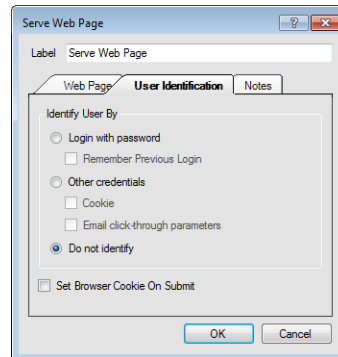 Serve Web Page
Label Serve Web Page
Web Page User Identification Notes
Identify User By
Login with password
Remember Previous Login
Other credentials
Cookie
Email click-through parameters
Do not identify
Set Browser Cookie On Submit
OK Cancel